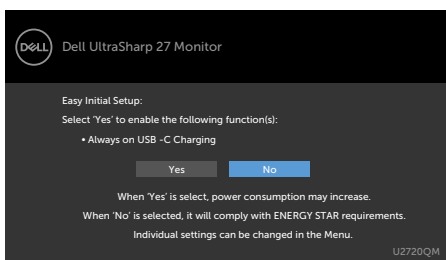 DELL
Dell UltraSharp 27 Monitor
Easy Initial Setup:
Select ‘Yes’ to enable the following function(s):
• Always on USB -C Charging
Yes No
When ‘Yes’ is select, power consumption may increase.
When ‘No’ is selected, it will comply with ENERGY STAR requirements.
Individual settings can be changed in the Menu.
U2720QM